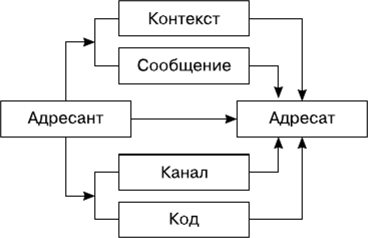 Контекст
Сообщение
Адресант
Адресат
Канал
Код